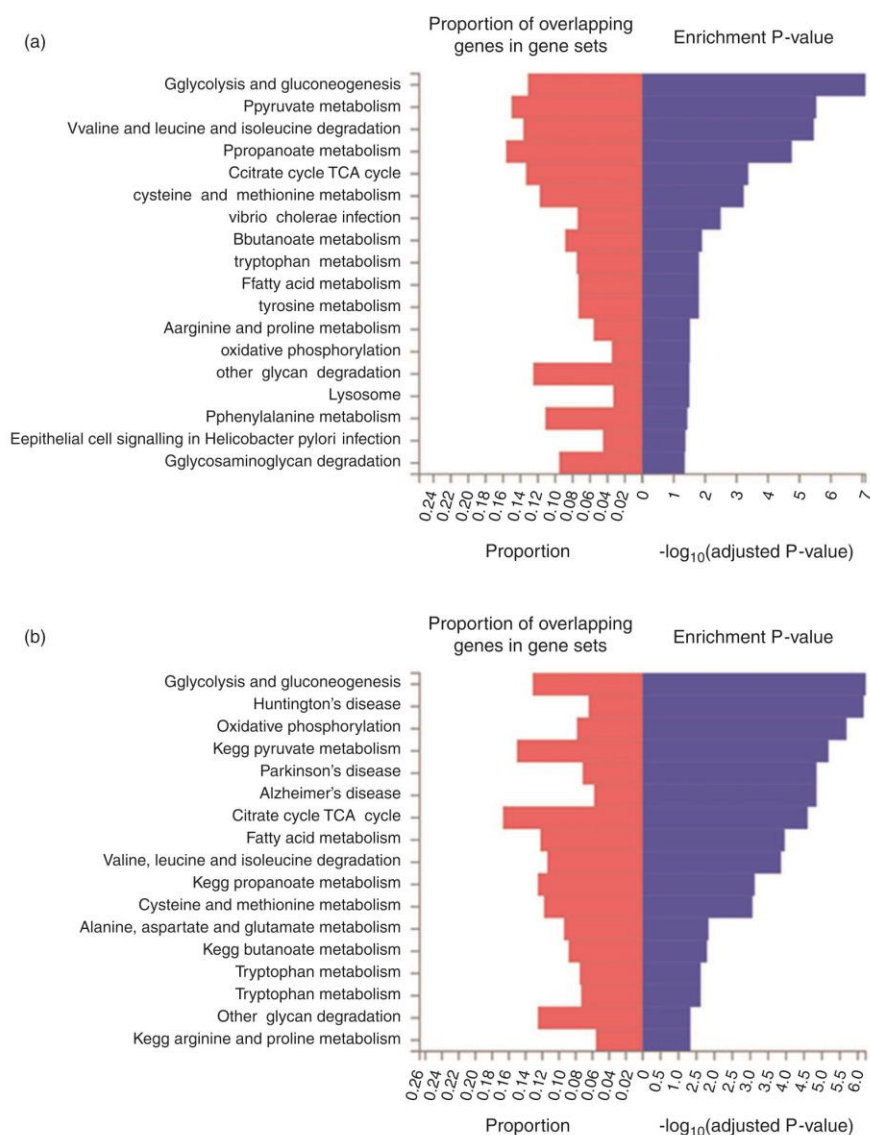 (a)
Proportion of overlapping
genes in gene sets
Enrichment P-value
Gglycolysis and gluconeogenesis
Ppyruvate metabolism
Vvaline and leucine and isoleucine degradation
Ppropanoate metabolism
Ccitrate cycle TCA cycle
cysteine and methionine metabolism
vibrio cholerae infection
Bbutanoate metabolism
tryptophan metabolism
Ffatty acid metabolism
tyrosine metabolism
Aarginine and proline metabolism
oxidative phosphorylation
other glycan degradation
Lysosome
Pphenylalanine metabolism
Eepithelial cell signalling in Helicobacter pylori infection
Gglycosaminoglycan degradation
0.24 0.22 0.20 0.18 0.16 0.14 0.12 0.10 0.08 0.06 0.04 0.02 0 1 2 3 4 5 6 7
Proportion
-log10(adjusted P-value)
(b)
Proportion of overlapping
genes in gene sets
Enrichment P-value
Gglycolysis and gluconeogenesis
Huntington's disease
Oxidative phosphorylation
Kegg pyruvate metabolism
Parkinson's disease
Alzheimer's disease
Citrate cycle TCA cycle
Fatty acid metabolism
Valine, leucine and isoleucine degradation
Kegg propanoate metabolism
Cysteine and methionine metabolism
Alanine, aspartate and glutamate metabolism
Kegg butanoate metabolism
Tryptophan metabolism
Tryptophan metabolism
Other glycan degradation
Kegg arginine and proline metabolism
0.26 0.24 0.22 0.20 0.18 0.16 0.14 0.12 0.10 0.08 0.06 0.04 0.02 0 0.5 1.0 1.5 2.0 2.5 3.0 3.5 4.0 4.5 5.0 5.5 6.0
Proportion
-log10(adjusted P-value)